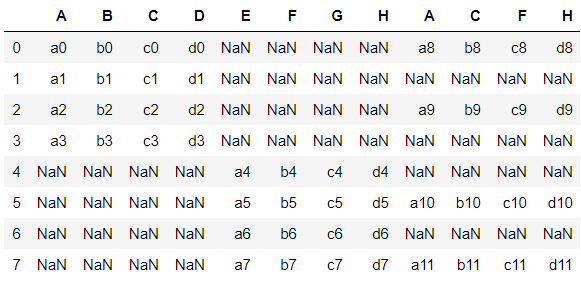 A B C D E F G H A C F H
0 a0 b0 c0 d0 NaN NaN NaN NaN a8 b8 c8 d8
1 a1 b1 c1 d1 NaN NaN NaN NaN NaN NaN NaN NaN
2 a2 b2 c2 d2 NaN NaN NaN NaN a9 b9 c9 d9
3 a3 b3 c3 d3 NaN NaN NaN NaN NaN NaN NaN NaN
4 NaN NaN NaN NaN a4 b4 c4 d4 NaN NaN NaN NaN
5 NaN NaN NaN NaN a5 b5 c5 d5 a10 b10 c10 d10
6 NaN NaN NaN NaN a6 b6 c6 d6 NaN NaN NaN NaN
7 NaN NaN NaN NaN a7 b7 c7 d7 a11 b11 c11 d11